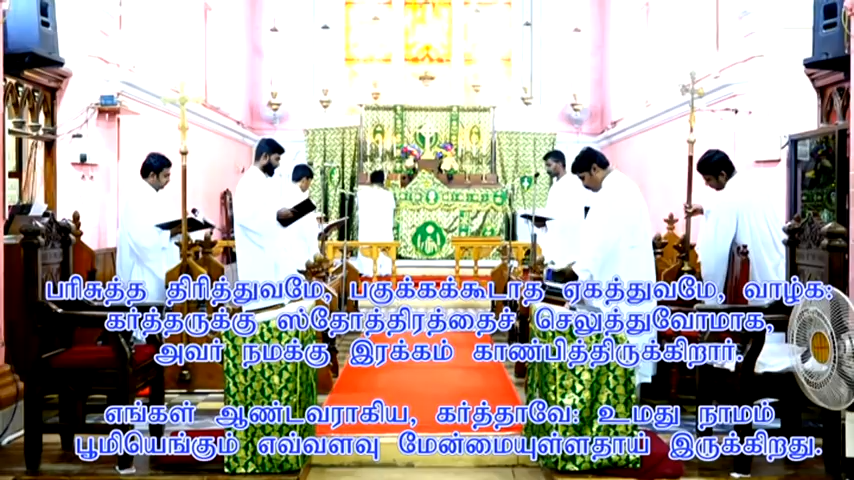 பரிசுத்த திரித்துவமே, பகுக்கக்கூடாத ஏகத்துவமே, வாழ்க:
கர்த்தருக்கு ஸ்தோத்திரத்தைச் செலுத்துவோமாக,
அவர் நமக்கு இரக்கம் காண்பித்திருக்கிறார்.
எங்கள் ஆண்டவராகிய, கர்த்தாவே: உமது நாமம்
பூமியெங்கும் எவ்வளவு மேன்மையுள்ளதாய் இருக்கிறது.